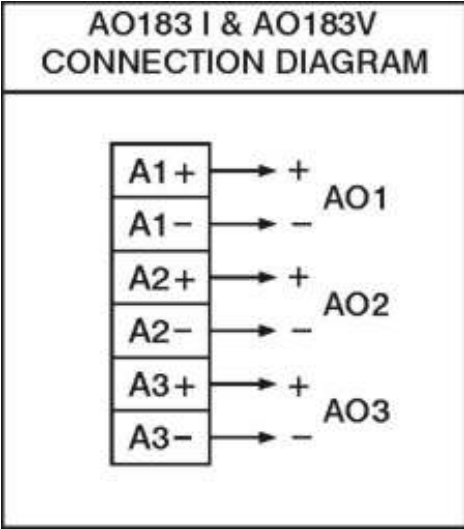 AO183 I & AO183V
CONNECTION DIAGRAM
A1+ +
AO1
A1− −
A2+ +
AO2
A2− −
A3+ +
AO3
A3− −